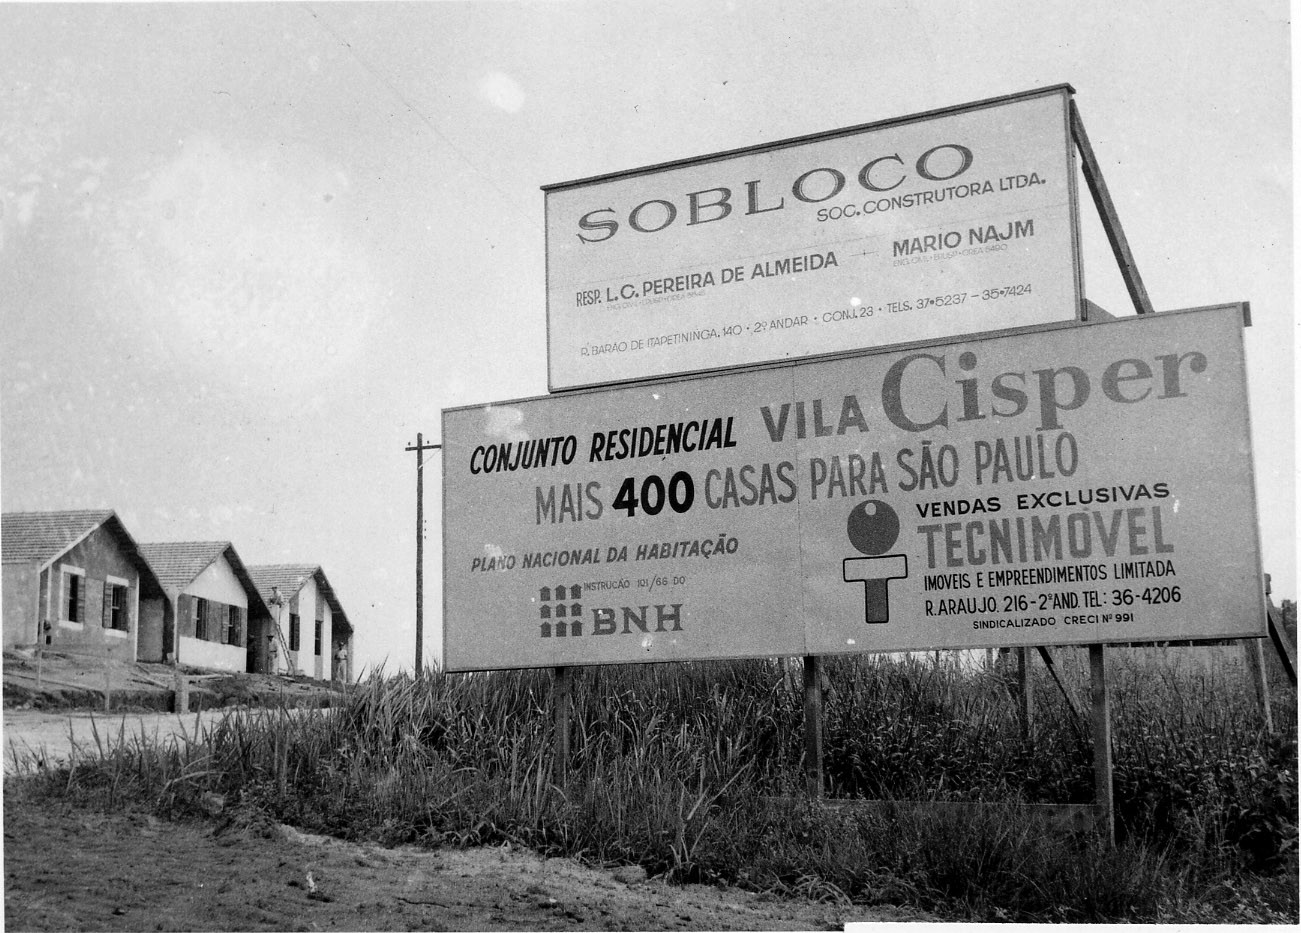 SOBLOCO
SOC. CONSTRUTORA LTDA.
RESP. L.C. PEREIRA DE ALMEIDA — MARIO NAJM
R. BARÃO DE ITAPETININGA, 140 • 2º ANDAR • CONJ. 23 • TELS. 37•5237 — 35•7424
CONJUNTO RESIDENCIAL VILA Cisper
MAIS 400 CASAS PARA SÃO PAULO
PLANO NACIONAL DA HABITAÇÃO
INSTRUCÃO 101/66 DO
BNH
VENDAS EXCLUSIVAS
TECNIMÓVEL
IMOVEIS E EMPREENDIMENTOS LIMITADA
R. ARAUJO. 216 - 2º AND. TEL: 36-4206
SINDICALIZADO CRECI Nº 991